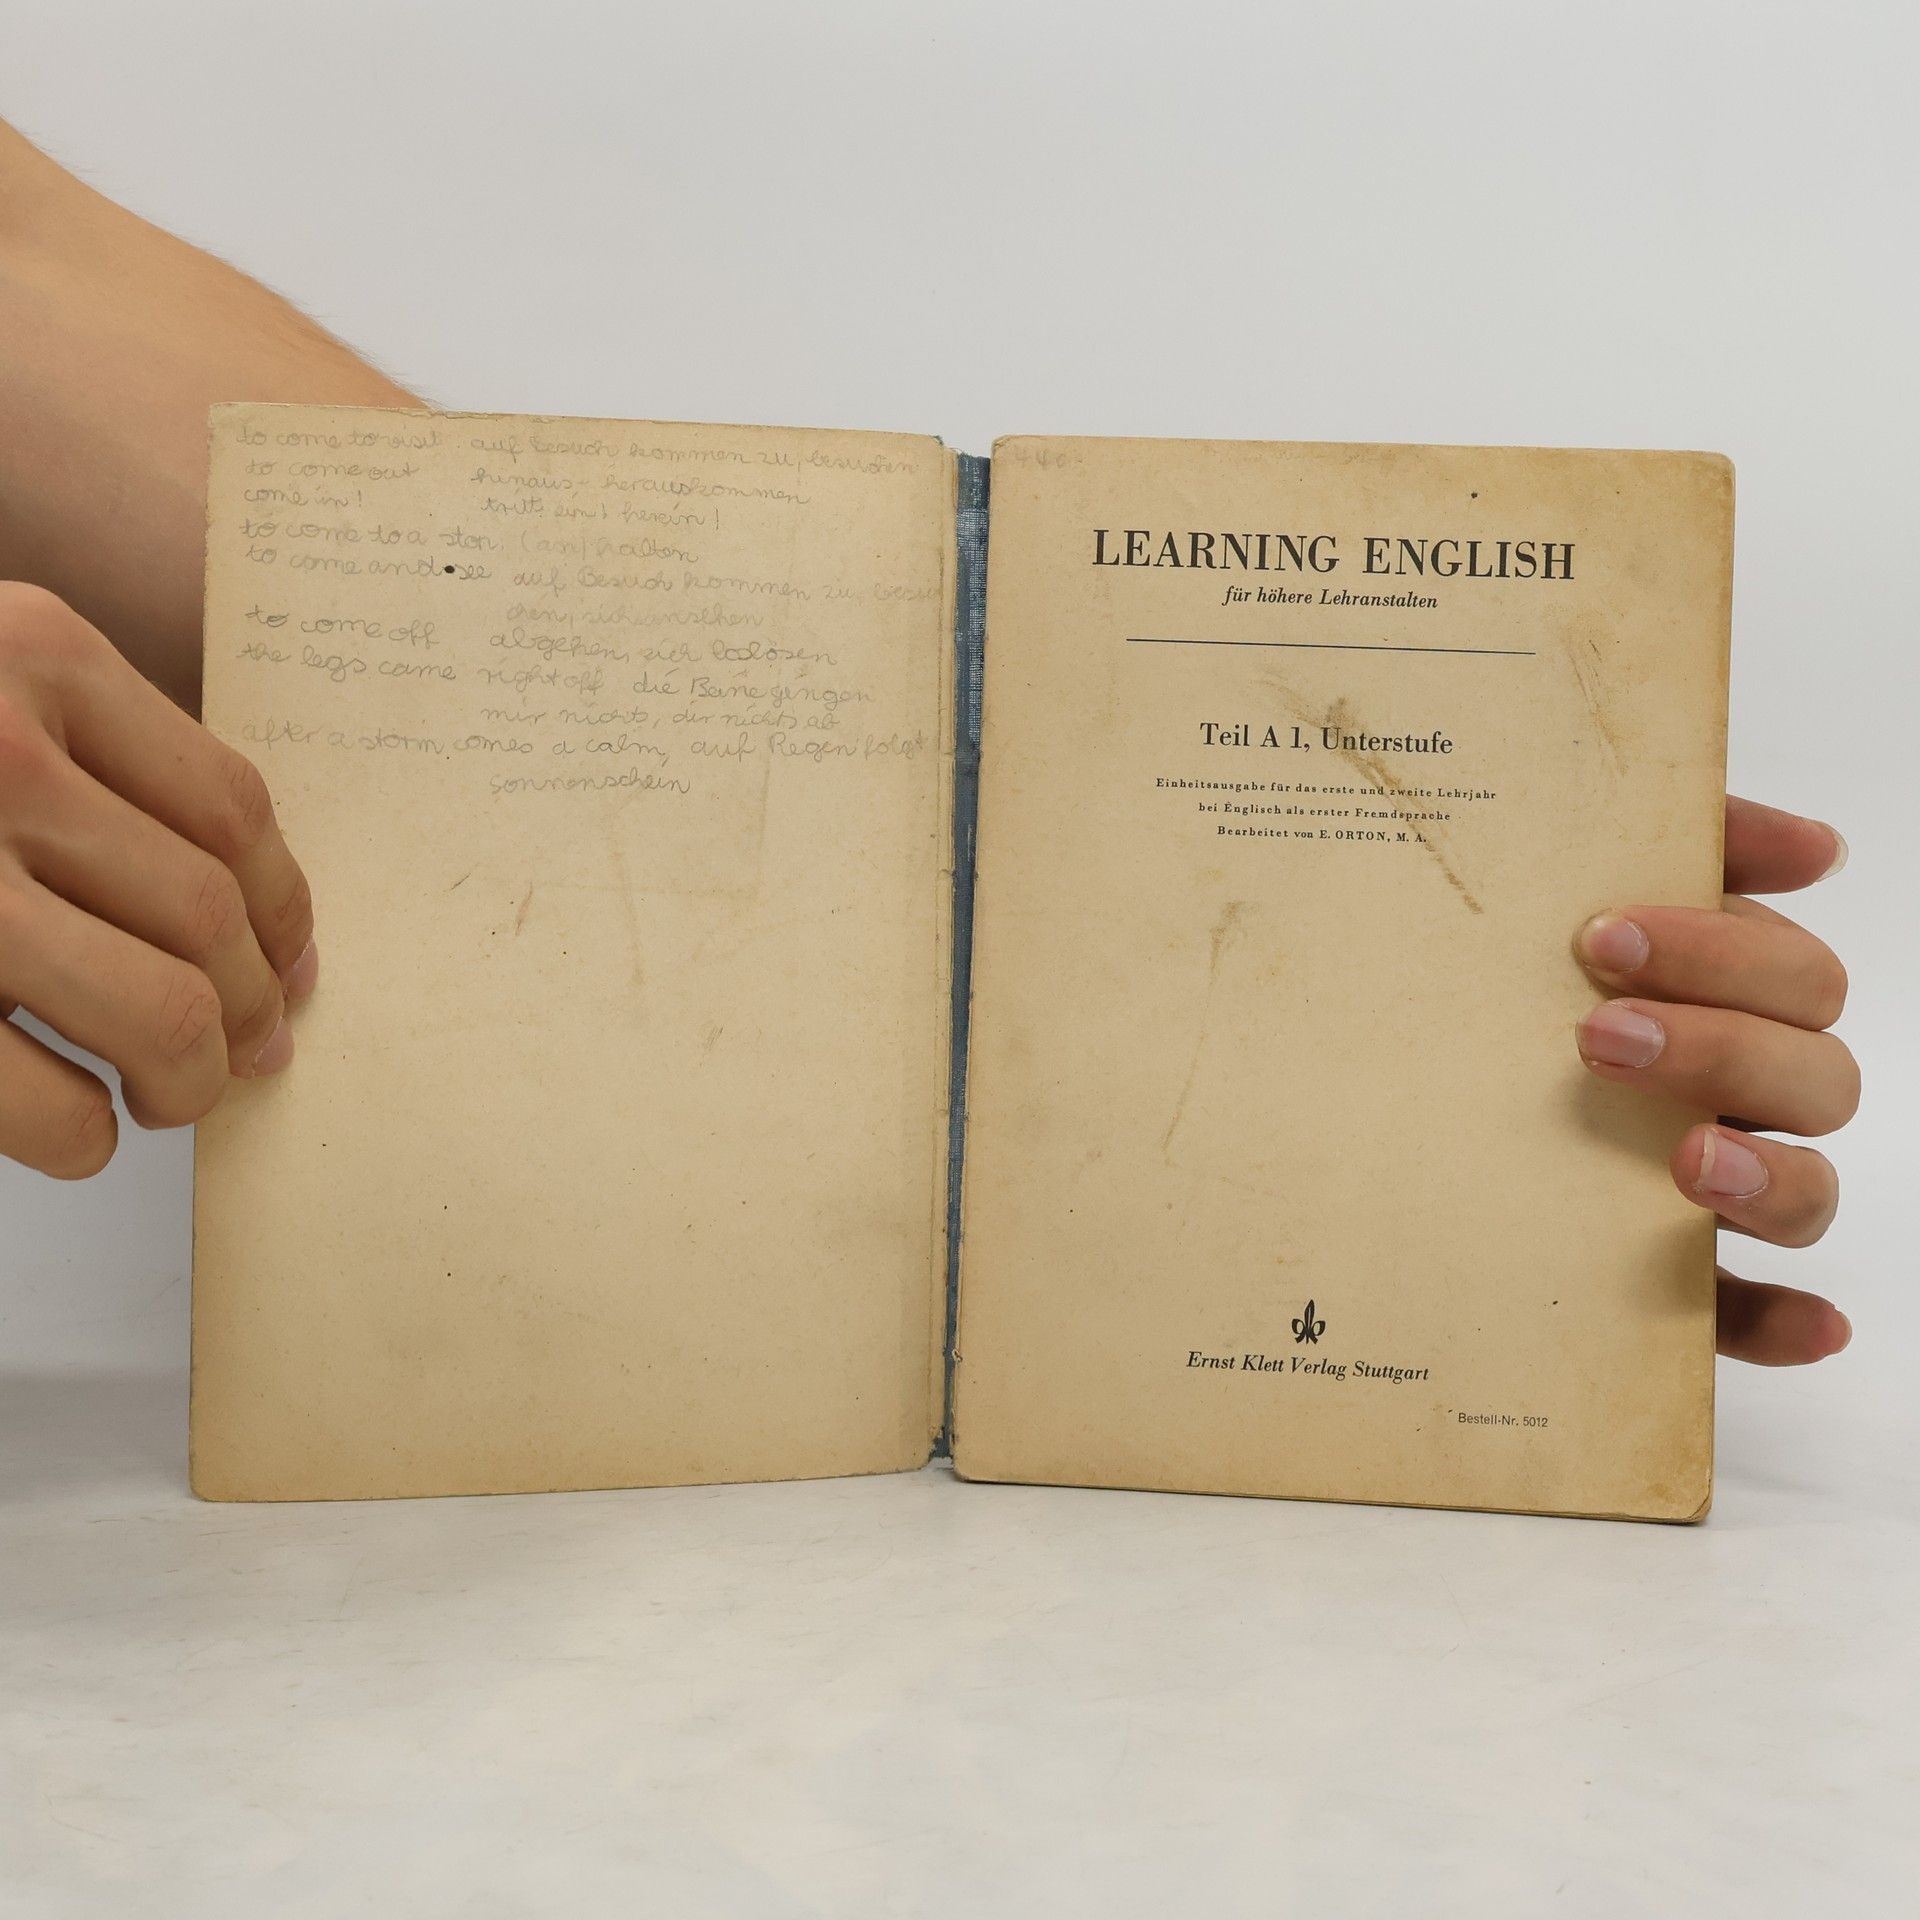 to come to visit auf Besuch kommen zu, besuchen
to come out hinaus- herauskommen
come in! tritt ein! herein!
to come to a stop. (an)halten
to come and see auf Besuch kommen zu, besu
chen, sich ansehen
to come off abgehen, sich loslösen
the legs came right off die Beine gingen
mir nichts, dir nichts ab
after a storm comes a calm, auf Regen folgt
Sonnenschein
LEARNING ENGLISH
für höhere Lehranstalten
Teil A 1, Unterstufe
Einheitsausgabe für das erste und zweite Lehrjahr
bei Englisch als erster Fremdsprache
Bearbeitet von E. ORTON, M. A.
Ernst Klett Verlag Stuttgart
Bestell-Nr. 5012